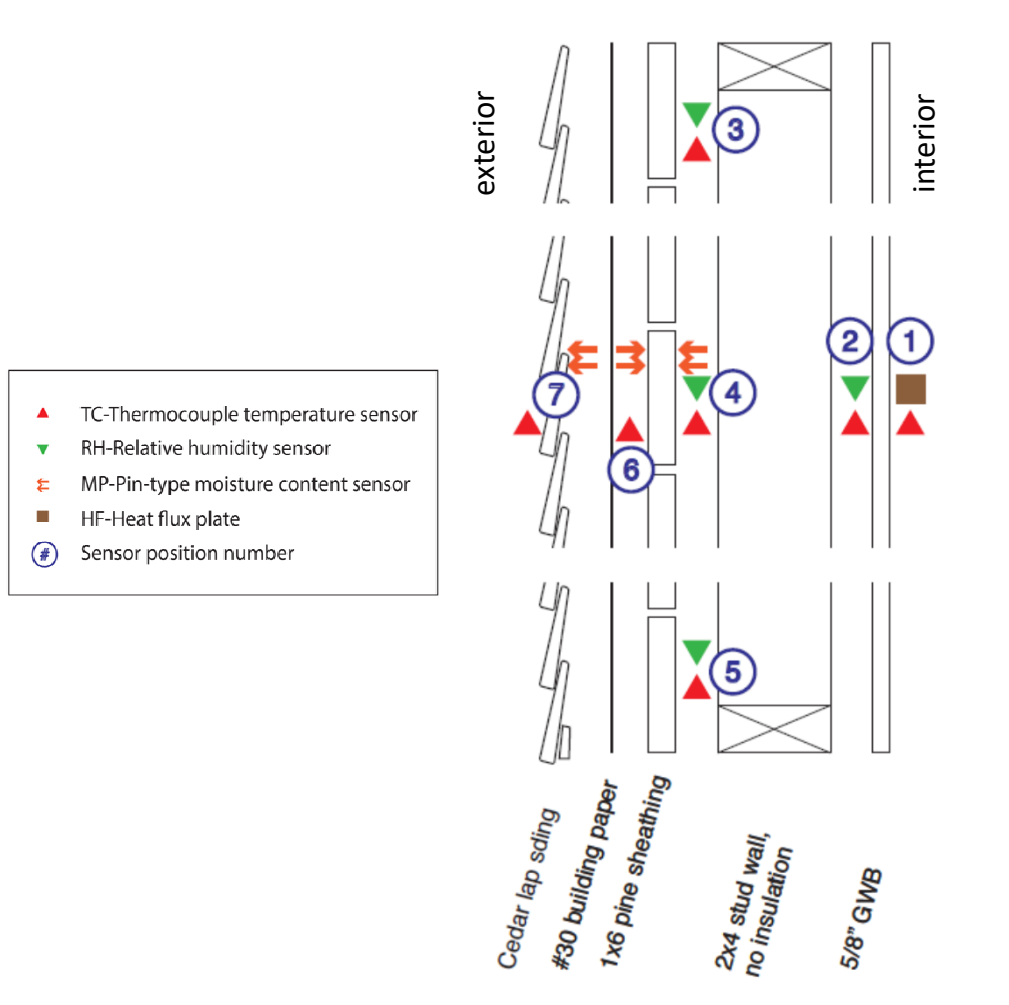 exterior
interior
3
2
1
7
4
6
5
TC-Thermocouple temperature sensor
RH-Relative humidity sensor
MP-Pin-type moisture content sensor
HF-Heat flux plate
# Sensor position number
Cedar lap sding
#30 building paper
1x6 pine sheathing
2x4 stud wall,
no insulation
5/8" GWB